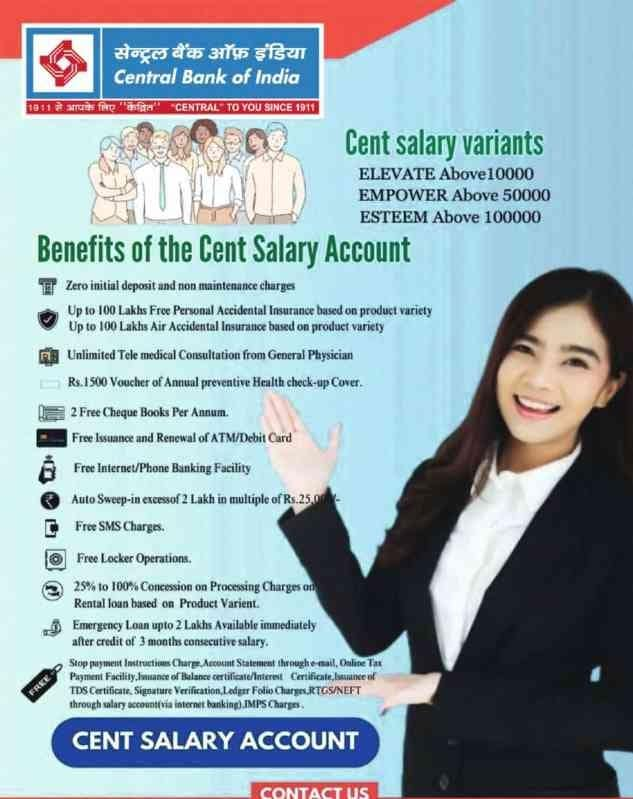 सेन्ट्रल बैंक ऑफ़ इंडिया
Central Bank of India
1911 से आपके लिए "केंद्रित" "CENTRAL" TO YOU SINCE 1911
Cent salary variants
ELEVATE Above10000
EMPOWER Above 50000
ESTEEM Above 100000
Benefits of the Cent Salary Account
Zero initial deposit and non maintenance charges
Up to 100 Lakhs Free Personal Accidental Insurance based on product variety
Up to 100 Lakhs Air Accidental Insurance based on product variety
Unlimited Tele medical Consultation from General Physician
Rs.1500 Voucher of Annual preventive Health check-up Cover.
2 Free Cheque Books Per Annum.
Free Issuance and Renewal of ATM/Debit Card
Free Internet/Phone Banking Facility
Auto Sweep-in excessof 2 Lakh in multiple of
Free SMS Charges.
Free Locker Operations.
25% to 100% Concession on Processing Charges on
Rental loan based on Product Varient.
Emergency Loan upto 2 Lakhs Available immediately
after credit of 3 months consecutive salary.
FREE
Stop payment Instructions Charge,Account Statement through e-mail, Online Tax
Payment Facility,Issuance of Balance certificate/Interest Certificate,Issuance of
TDS Certificate, Signature Verification,Ledger Folio Charges,RTGS/NEFT
through salary account(via internet banking),IMPS Charges .
CENT SALARY ACCOUNT
CONTACT US